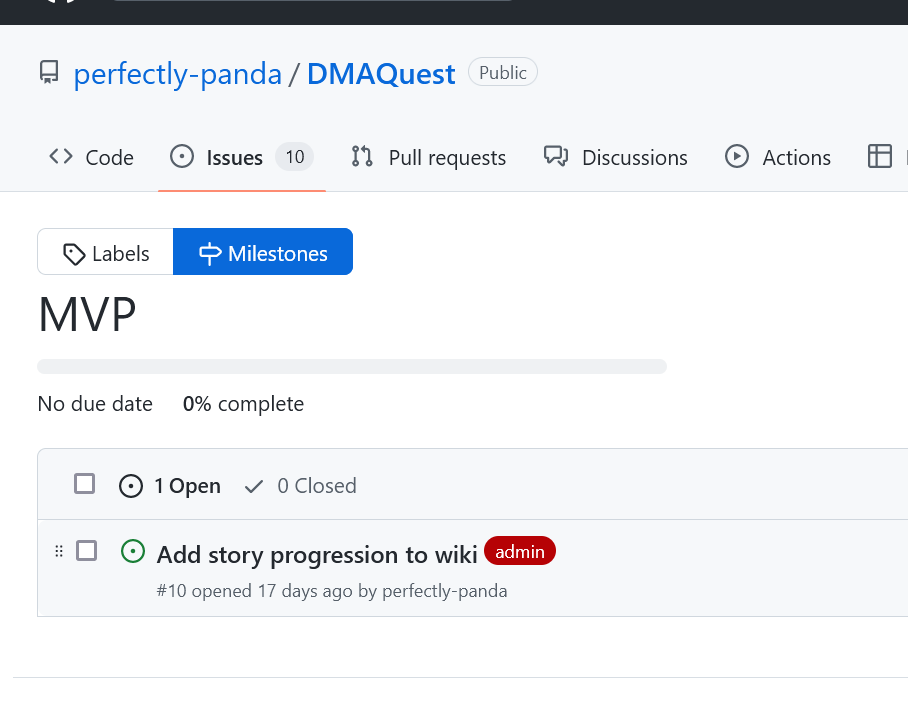 perfectly-panda / DMAQuest Public
Code Issues 10 Pull requests Discussions Actions
Labels Milestones
MVP
No due date 0% complete
1 Open 0 Closed
Add story progression to wiki admin
#10 opened 17 days ago by perfectly-panda